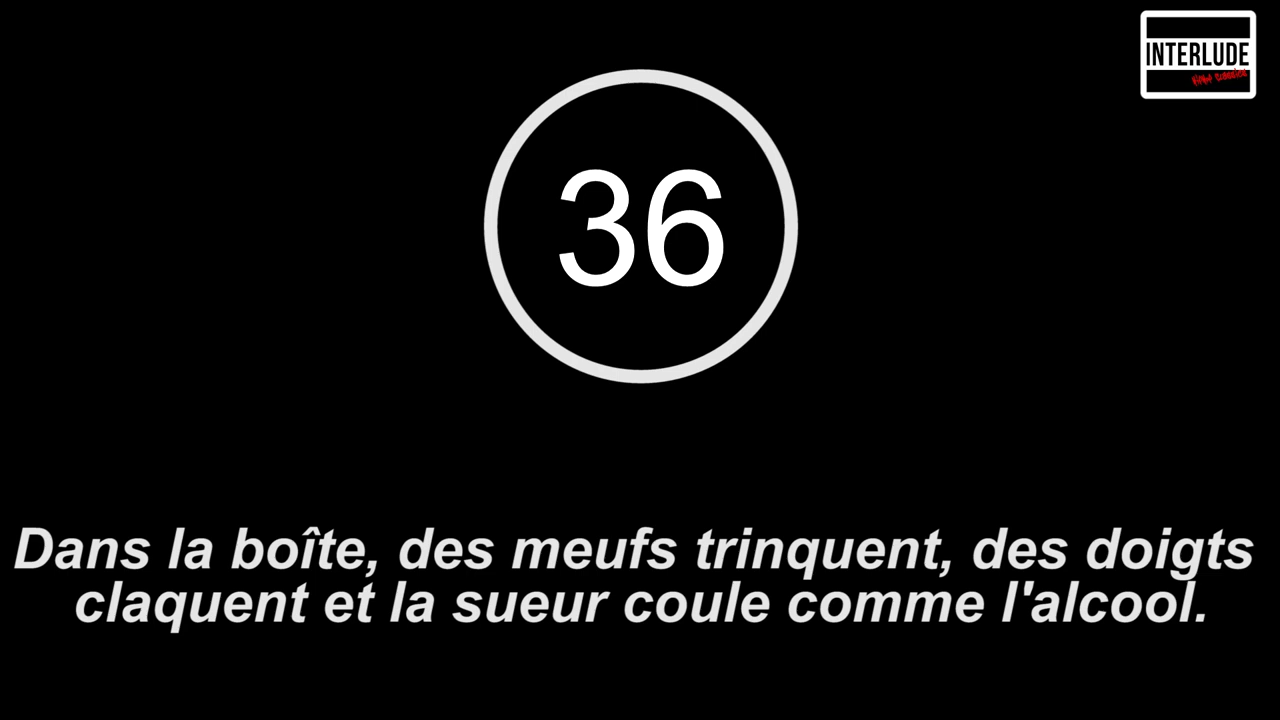 INTERLUDE
36
Dans la boîte, des meufs trinquent, des doigts
claquent et la sueur coule comme l'alcool.